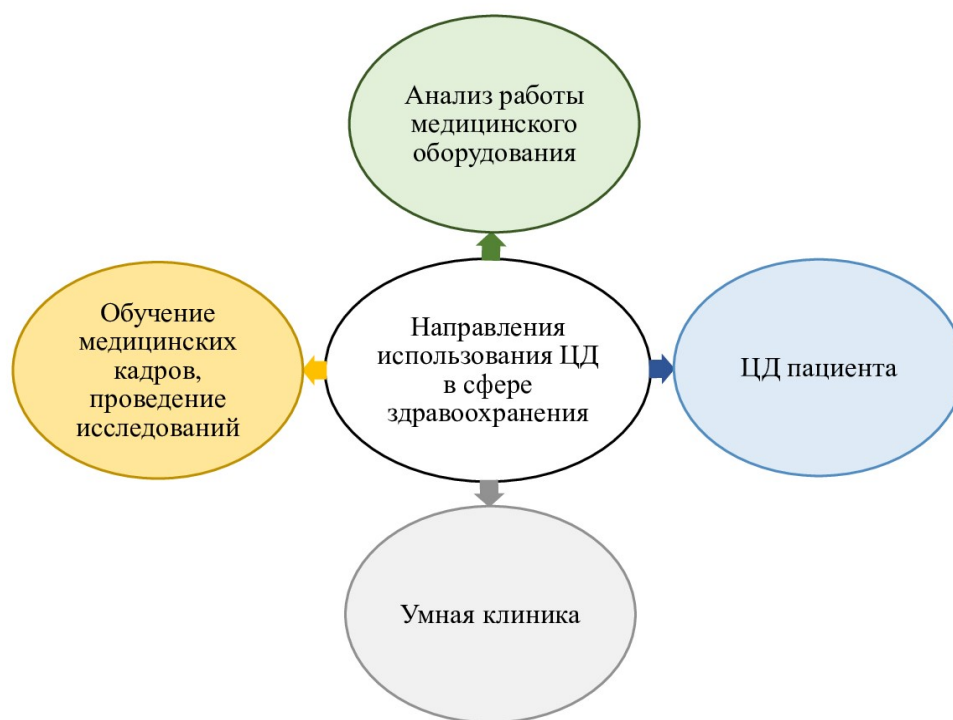 Анализ работы
медицинского
оборудования
Обучение
медицинских
кадров,
проведение
исследований
Направления
использования ЦД
в сфере
здравоохранения
ЦД пациента
Умная клиника